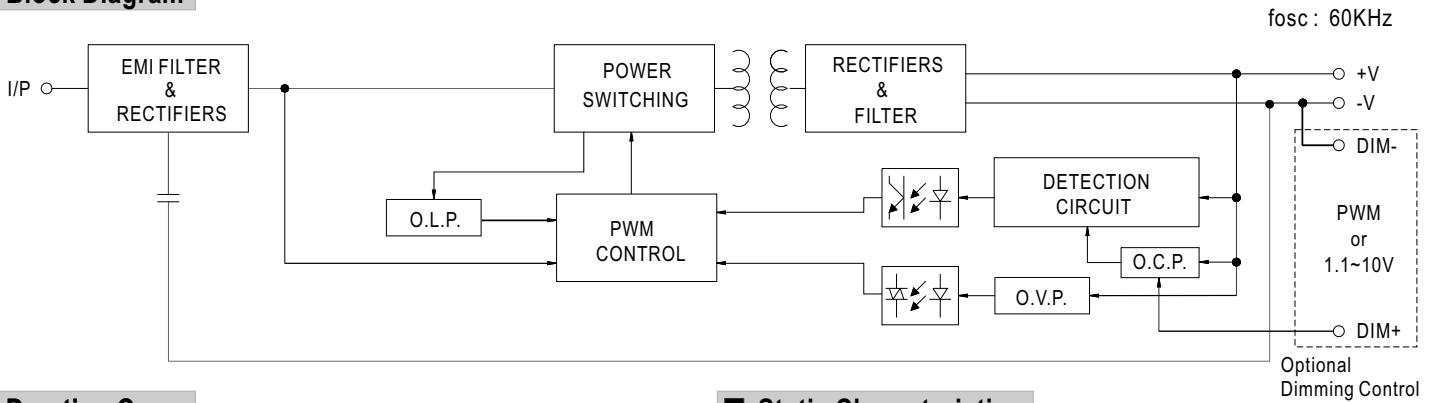 Block Diagram
fosc : 60KHz
I/P
EMI FILTER
&
RECTIFIERS
POWER
SWITCHING
RECTIFIERS
&
FILTER
+V
-V
DIM-
O.L.P.
PWM
CONTROL
DETECTION
CIRCUIT
O.C.P.
O.V.P.
PWM
or
1.1~10V
DIM+
Optional
Dimming Control